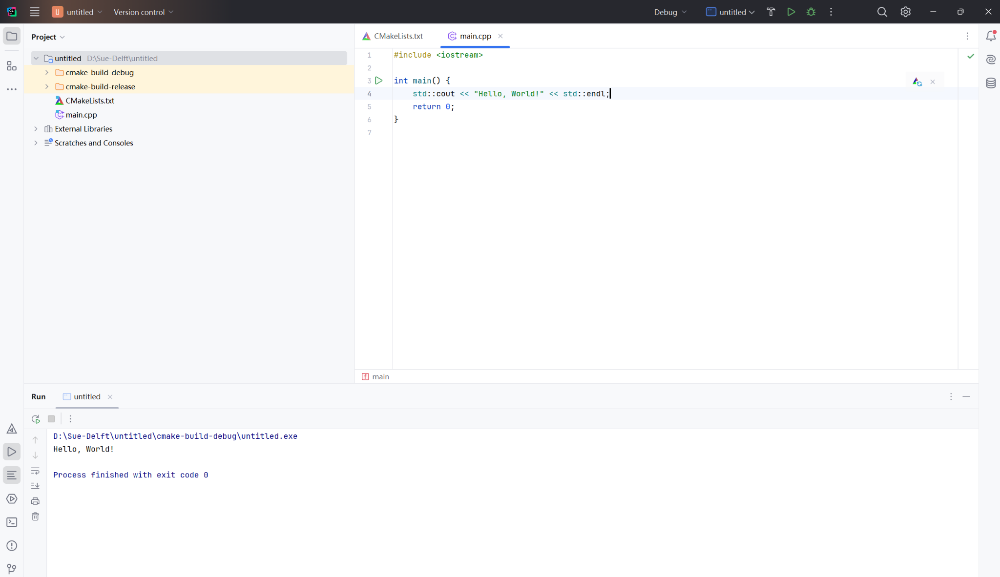 U untitled Version control Debug untitled
Project
untitled D:\Sue-Delft\untitled
cmake-build-debug
cmake-build-release
CMakeLists.txt
main.cpp
External Libraries
Scratches and Consoles
CMakeLists.txt main.cpp
1 #include <iostream>
2
3 int main() {
4 std::cout << "Hello, World!" << std::endl;
5 return 0;
6 }
7
f main
Run untitled
D:\Sue-Delft\untitled\cmake-build-debug\untitled.exe
Hello, World!
Process finished with exit code 0